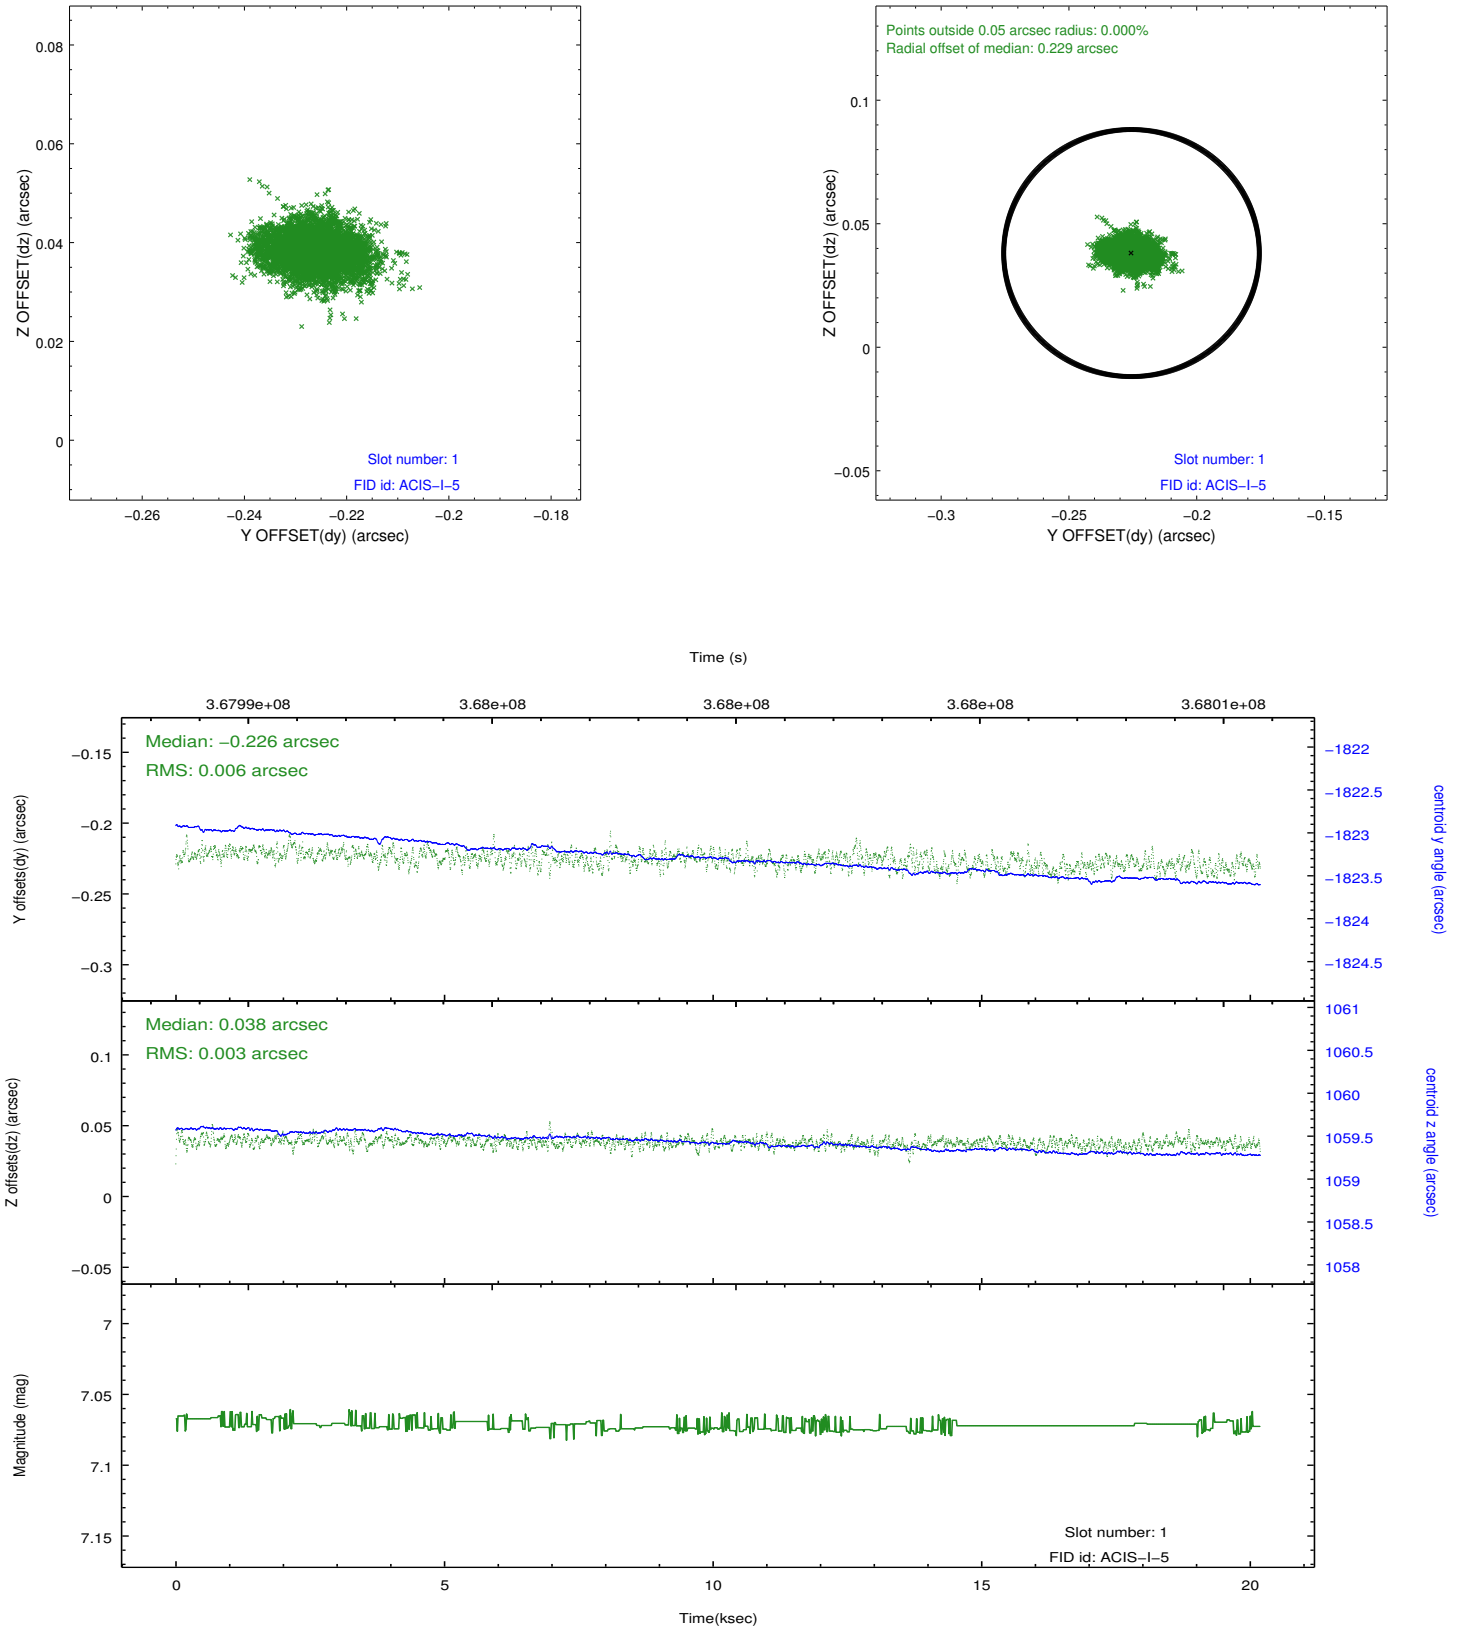 0.08
0.06
0.04
0.02
0
Z OFFSET(dz) (arcsec)
Slot number: 1
FID id: ACIS−I−5
−0.26 −0.24 −0.22 −0.2 −0.18
Y OFFSET(dy) (arcsec)
Points outside 0.05 arcsec radius: 0.000%
Radial offset of median: 0.229 arcsec
0.1
0.05
0
−0.05
Z OFFSET(dz) (arcsec)
Slot number: 1
FID id: ACIS−I−5
−0.3 −0.25 −0.2 −0.15
Y OFFSET(dy) (arcsec)
Time (s)
3.6799e+08 3.68e+08 3.68e+08 3.68e+08 3.6801e+08
Median: −0.226 arcsec
RMS: 0.006 arcsec
−0.15
−0.2
−0.25
−0.3
Y offsets(dy) (arcsec)
−1822
−1822.5
−1823
−1823.5
−1824
−1824.5
centroid y angle (arcsec)
Median: 0.038 arcsec
RMS: 0.003 arcsec
0.1
0.05
0
−0.05
Z offsets(dz) (arcsec)
1061
1060.5
1060
1059.5
1059
1058.5
1058
centroid z angle (arcsec)
7
7.05
7.1
7.15
Magnitude (mag)
Slot number: 1
FID id: ACIS−I−5
0 5 10 15 20
Time(ksec)